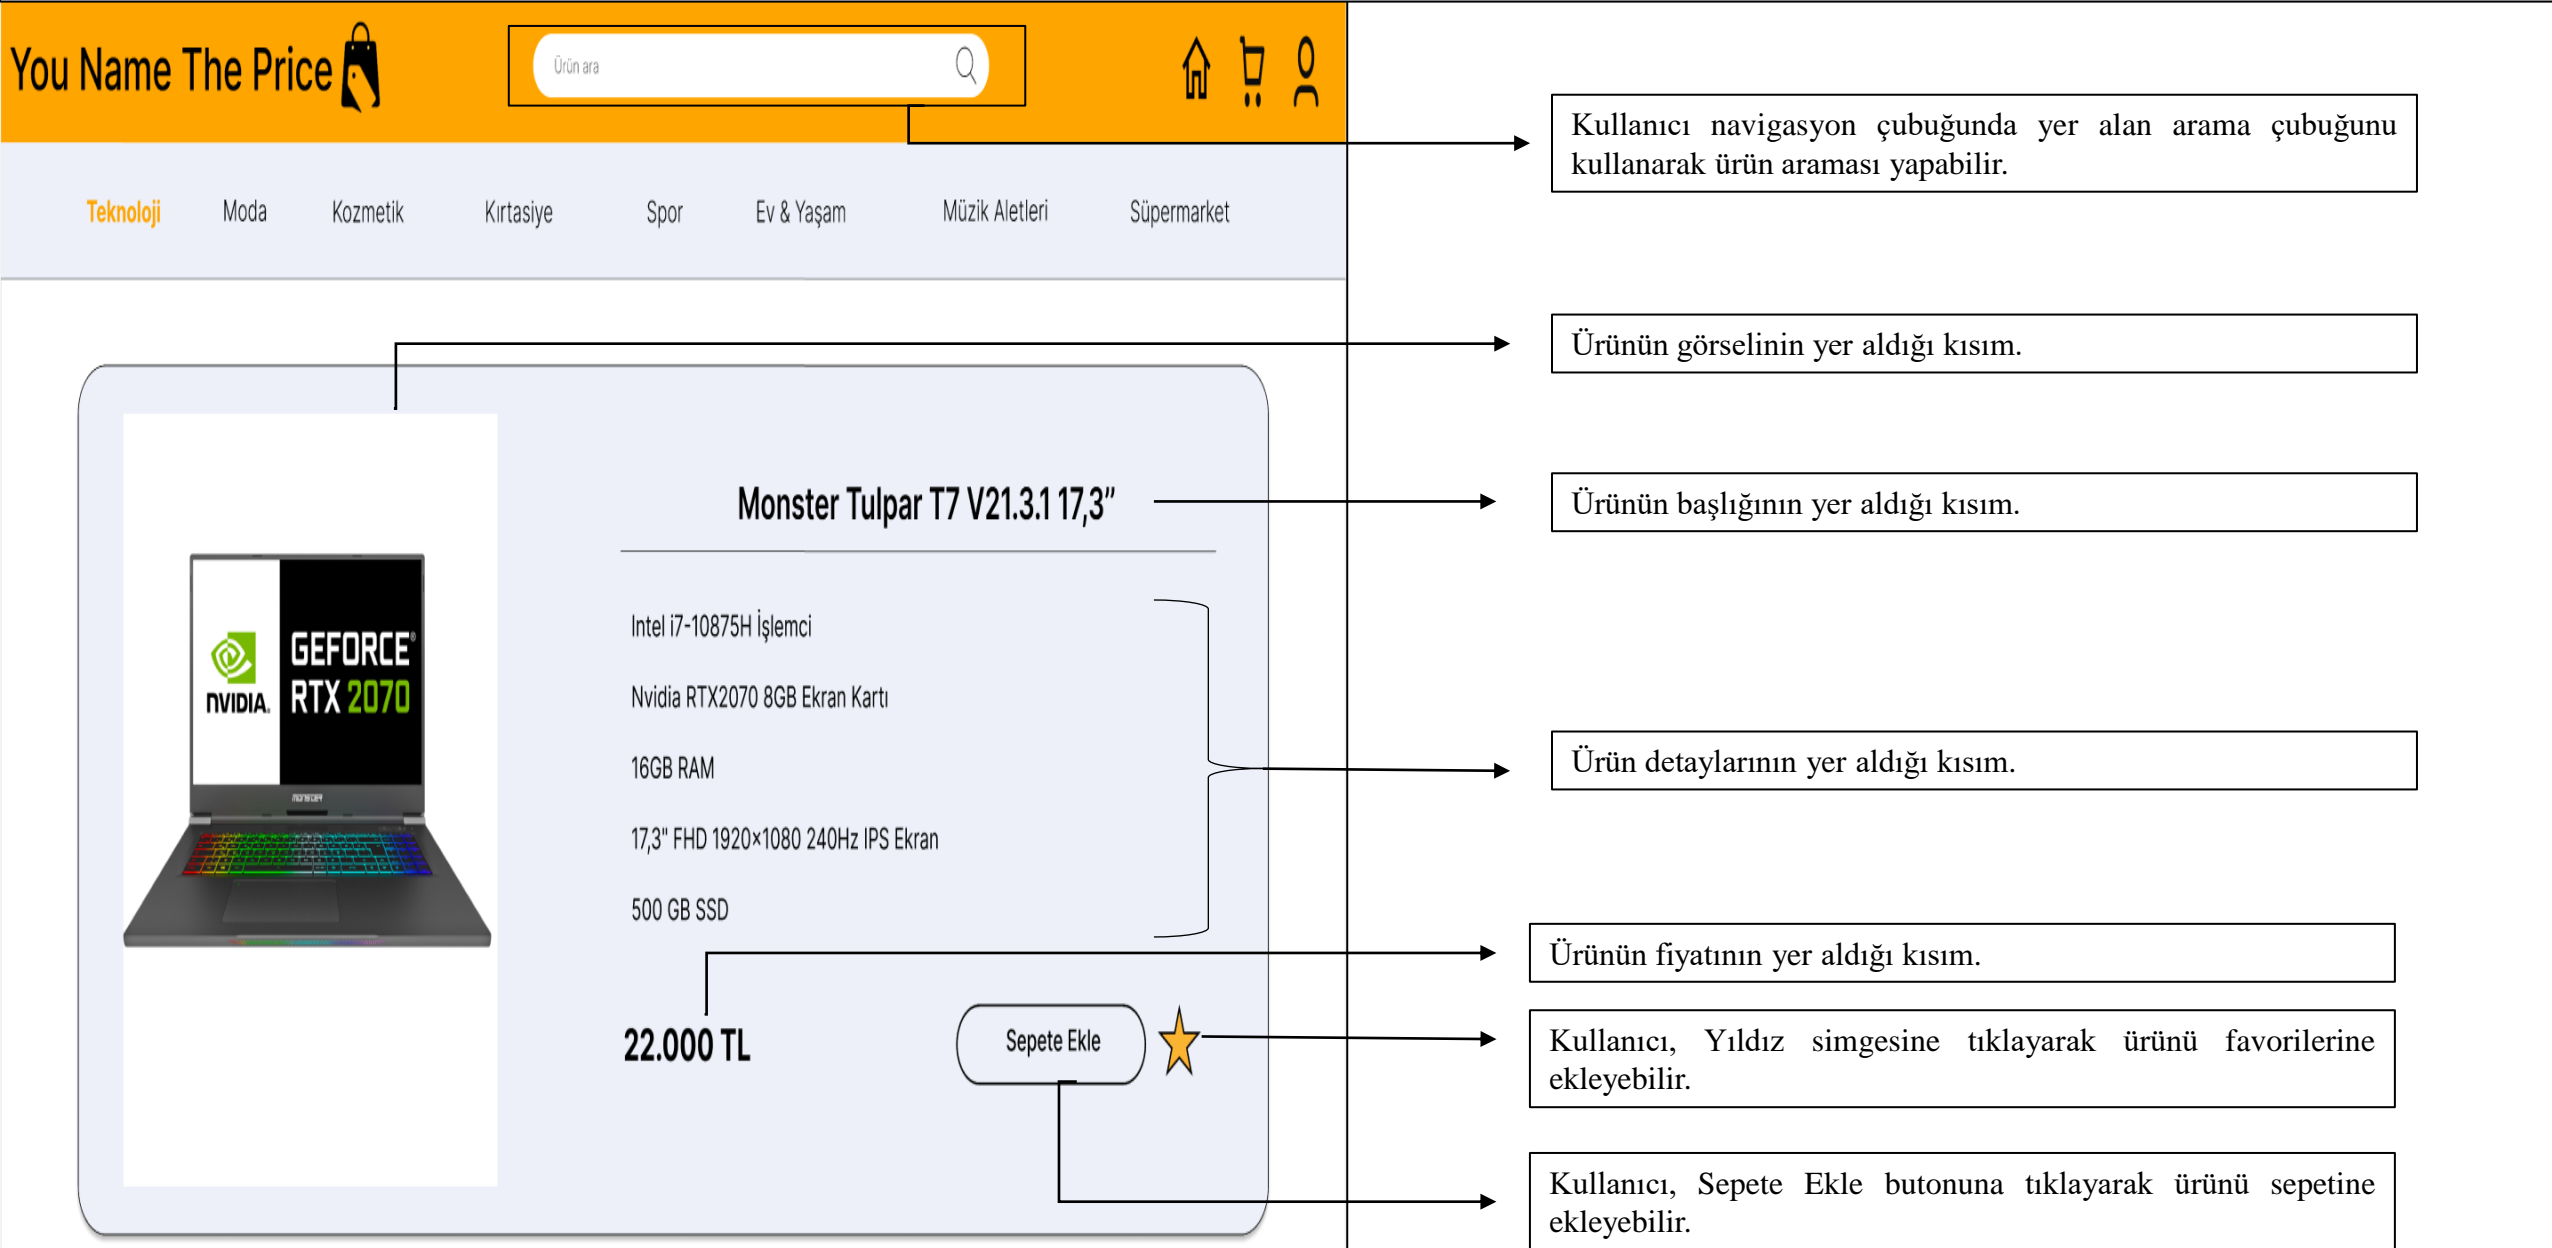 You Name The Price
Ürün ara
Teknoloji Moda Kozmetik Kırtasiye Spor Ev & Yaşam Müzik Aletleri Süpermarket
Monster Tulpar T7 V21.3.1 17,3”
Intel i7-10875H İşlemci
Nvidia RTX2070 8GB Ekran Kartı
16GB RAM
17,3" FHD 1920×1080 240Hz IPS Ekran
500 GB SSD
22.000 TL
Sepete Ekle
NVIDIA.
GEFORCE®
RTX 2070
MONSTER
Kullanıcı navigasyon çubuğunda yer alan arama çubuğunu
kullanarak ürün araması yapabilir.
Ürünün görselinin yer aldığı kısım.
Ürünün başlığının yer aldığı kısım.
Ürün detaylarının yer aldığı kısım.
Ürünün fiyatının yer aldığı kısım.
Kullanıcı, Yıldız simgesine tıklayarak ürünü favorilerine
ekleyebilir.
Kullanıcı, Sepete Ekle butonuna tıklayarak ürünü sepetine
ekleyebilir.